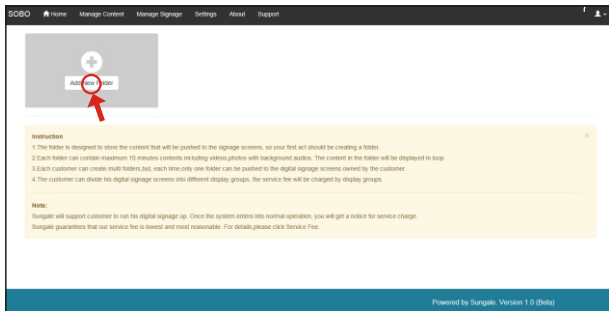 SOBO Home Manage Content Manage Signage Settings About Support
Add New Folder
Instruction
1.The folder is designed to store the content that will be pushed to the signage screens, so your first act should be creating a folder.
2.Each folder can contain maximum 10 minutes contents including videos,photos with background audios. The content in the folder will be displayed in loop.
3.Each customer can create multi folders,but, each time,only one folder can be pushed to the digital signage screens owned by the customer.
4.The customer can divide his digital signage screens into different display groups, the service fee will be charged by display groups.
Note:
Sungale will support customer to run his digital signage up. Once the system enters into normal operation, you will get a notice for service charge.
Sungale guarantees that our service fee is lowest and most reasonable. For details,please click Service Fee.
Powered by Sungale. Version 1.0 (Beta)